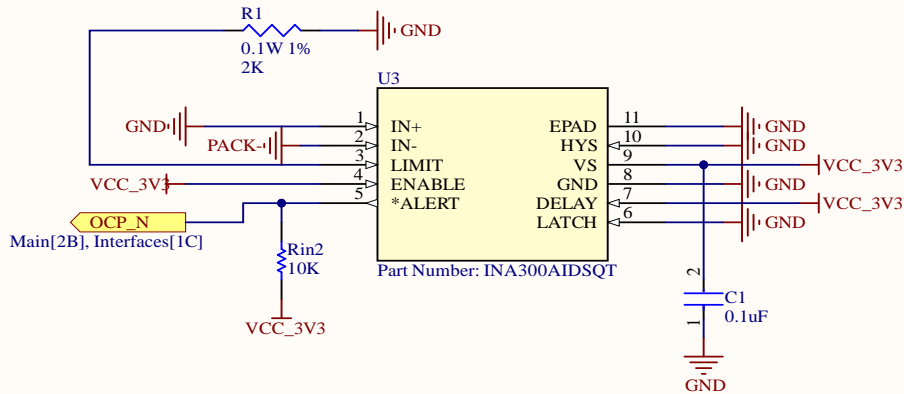 R1
0.1W 1%
2K
GND
U3
GND
1
IN+
EPAD
11
GND
PACK-
2
IN-
HYS
10
GND
3
LIMIT
VS
9
VCC_3V3
VCC_3V3
4
ENABLE
GND
8
GND
5
*ALERT
DELAY
7
VCC_3V3
OCP_N
LATCH
6
GND
Main[2B], Interfaces[1C]
Rin2
10K
Part Number: INA300AIDSQT
VCC_3V3
2
C1
0.1uF
1
GND